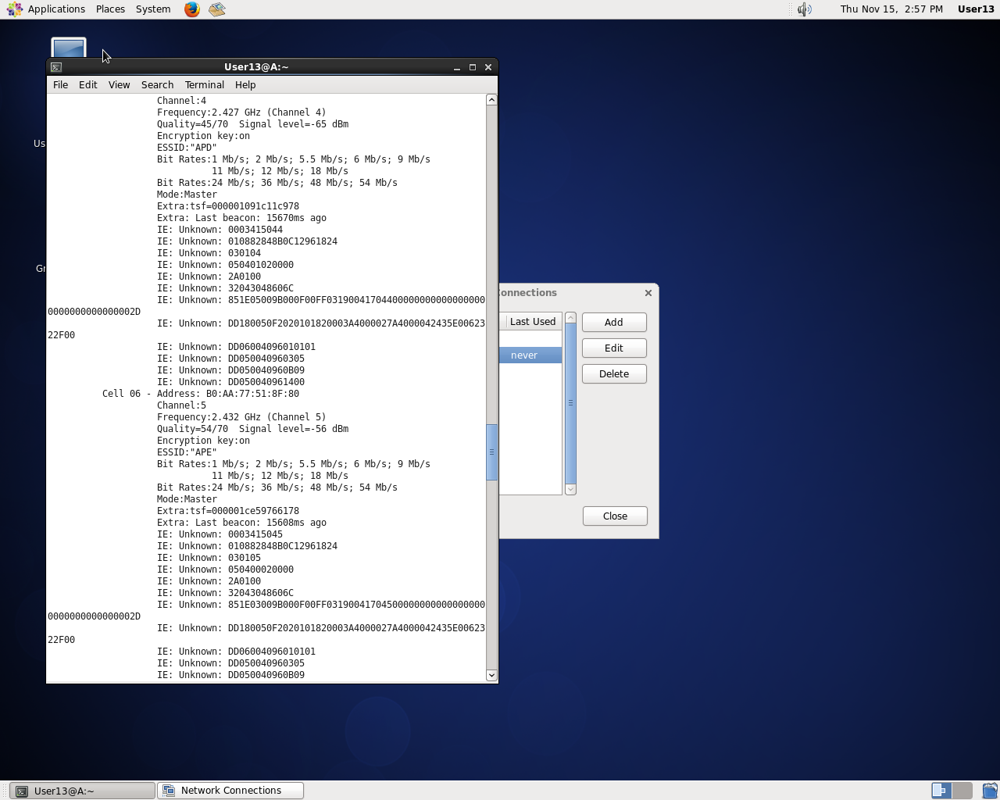 Applications Places System Thu Nov 15, 2:57 PM User13
User13@A:~
File Edit View Search Terminal Help
Channel:4
Frequency:2.427 GHz (Channel 4)
Quality=45/70 Signal level=-65 dBm
Encryption key:on
ESSID:"APD"
Bit Rates:1 Mb/s; 2 Mb/s; 5.5 Mb/s; 6 Mb/s; 9 Mb/s
11 Mb/s; 12 Mb/s; 18 Mb/s
Bit Rates:24 Mb/s; 36 Mb/s; 48 Mb/s; 54 Mb/s
Mode:Master
Extra:tsf=000001091c11c978
Extra: Last beacon: 15670ms ago
IE: Unknown: 0003415044
IE: Unknown: 010882848B0C12961824
IE: Unknown: 030104
IE: Unknown: 050401020000
IE: Unknown: 2A0100
IE: Unknown: 32043048606C
IE: Unknown: 851E05009B000F00FF03190041704400000000000000000
0000000000000002D
IE: Unknown: DD180050F2020101820003A4000027A4000042435E00623
22F00
IE: Unknown: DD06004096010101
IE: Unknown: DD050040960305
IE: Unknown: DD050040960B09
IE: Unknown: DD050040961400
Cell 06 - Address: B0:AA:77:51:8F:80
Channel:5
Frequency:2.432 GHz (Channel 5)
Quality=54/70 Signal level=-56 dBm
Encryption key:on
ESSID:"APE"
Bit Rates:1 Mb/s; 2 Mb/s; 5.5 Mb/s; 6 Mb/s; 9 Mb/s
11 Mb/s; 12 Mb/s; 18 Mb/s
Bit Rates:24 Mb/s; 36 Mb/s; 48 Mb/s; 54 Mb/s
Mode:Master
Extra:tsf=000001ce59766178
Extra: Last beacon: 15608ms ago
IE: Unknown: 0003415045
IE: Unknown: 010882848B0C12961824
IE: Unknown: 030105
IE: Unknown: 050400020000
IE: Unknown: 2A0100
IE: Unknown: 32043048606C
IE: Unknown: 851E03009B000F00FF03190041704500000000000000000
0000000000000002D
IE: Unknown: DD180050F2020101820003A4000027A4000042435E00623
22F00
IE: Unknown: DD06004096010101
IE: Unknown: DD050040960305
IE: Unknown: DD050040960B09
Us
Gr
onnections
Last Used
never
Add
Edit
Delete
Close
User13@A:~ Network Connections